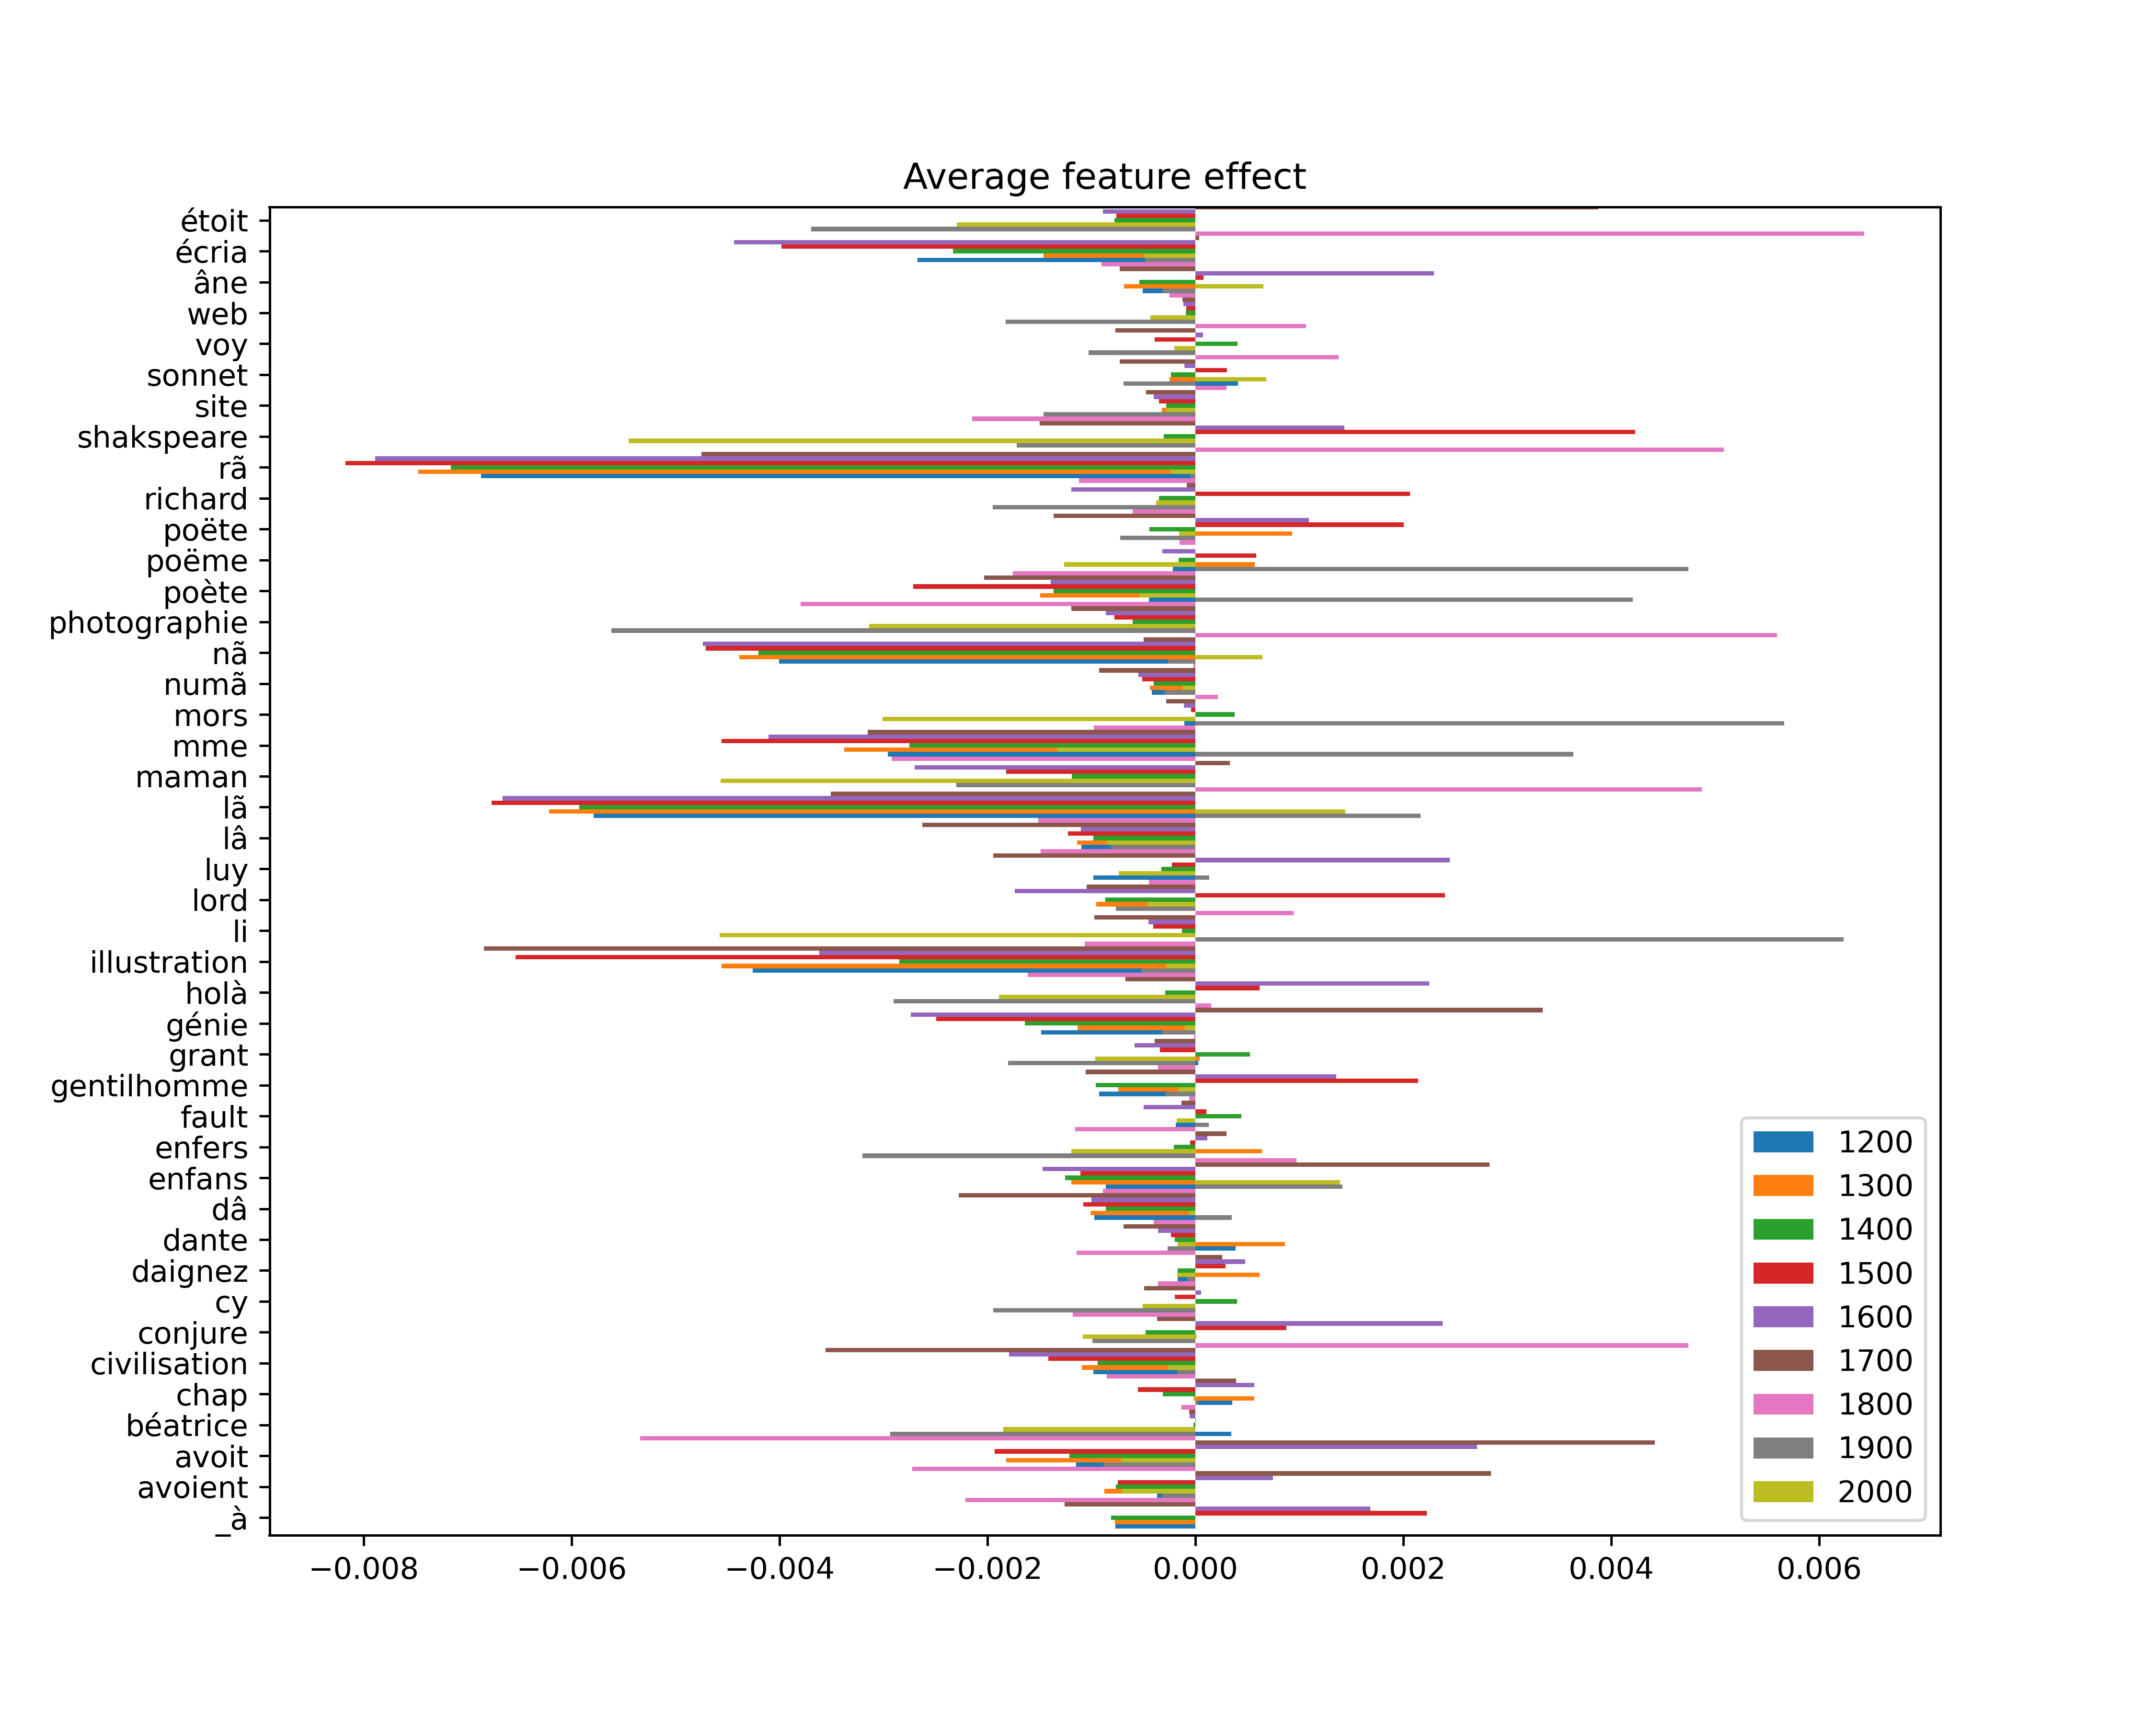 Average feature effect
étoit
écria
âne
web
voy
sonnet
site
shakspeare
rã
richard
poëte
poëme
poète
photographie
nã
numã
mors
mme
maman
lã
lâ
luy
lord
li
illustration
holà
génie
grant
gentilhomme
fault
enfers
enfans
dâ
dante
daignez
cy
conjure
civilisation
chap
béatrice
avoit
avoient
_à
1200
1300
1400
1500
1600
1700
1800
1900
2000
−0.008 −0.006 −0.004 −0.002 0.000 0.002 0.004 0.006